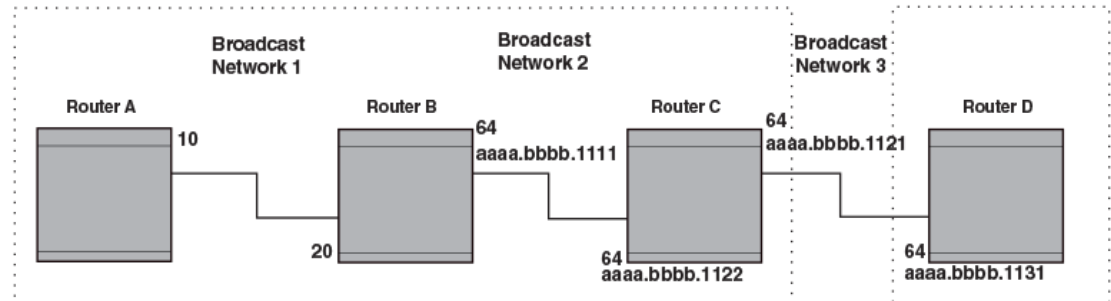 Broadcast
Network 1
Broadcast
Network 2
Broadcast
Network 3
Router A
Router B
Router C
Router D
10
64
aaaa.bbbb.1111
64
aaaa.bbbb.1121
20
64
aaaa.bbbb.1122
64
aaaa.bbbb.1131